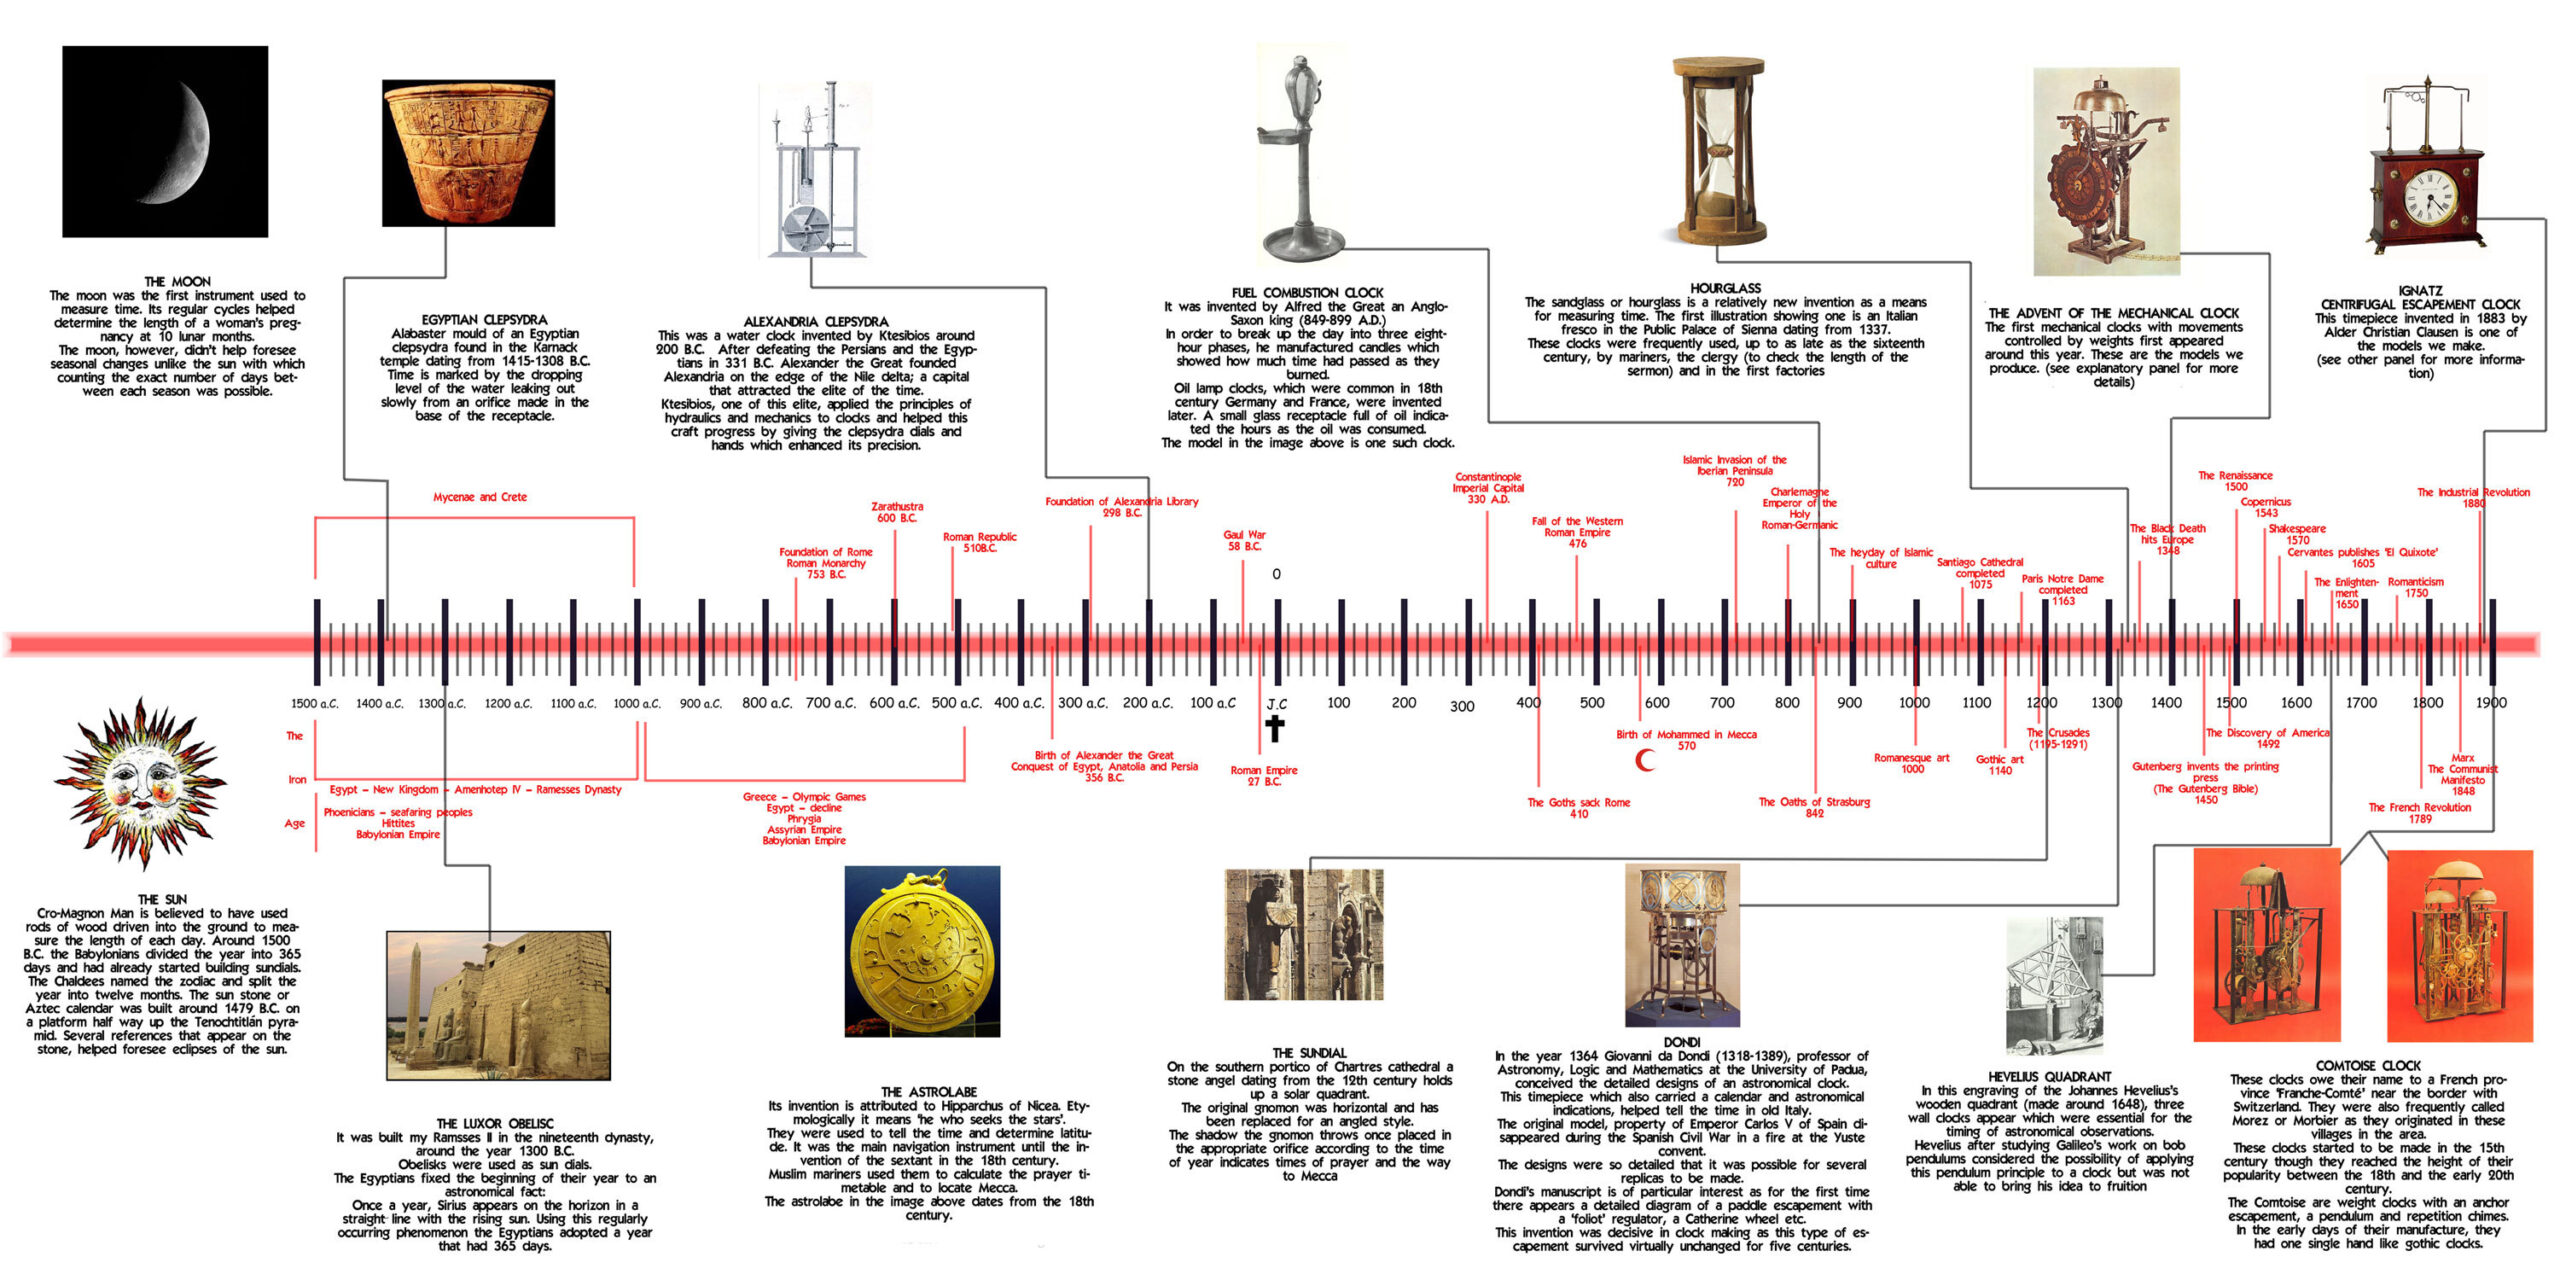 THE MOON
The moon was the first instrument used to
measure time. Its regular cycles helped
determine the length of a woman's preg-
nancy at 10 lunar months.
The moon, however, didn't help foresee
seasonal changes unlike the sun with which
counting the exact number of days bet-
ween each season was possible.
EGYPTIAN CLEPSYDRA
Alabaster mould of an Egyptian
clepsydra found in the Karnack
temple dating from 1415-1308 B.C.
Time is marked by the dropping
level of the water leaking out
slowly from an orifice made in the
base of the receptacle.
ALEXANDRIA CLEPSYDRA
This was a water clock invented by Ktesibios around
200 B.C. After defeating the Persians and the Egyp-
tians in 331 B.C. Alexander the Great founded
Alexandria on the edge of the Nile delta; a capital
that attracted the elite of the time.
Ktesibios, one of this elite, applied the principles of
hydraulics and mechanics to clocks and helped this
craft progress by giving the clepsydra dials and
hands which enhanced its precision.
FUEL COMBUSTION CLOCK
It was invented by Alfred the Great an Anglo-
Saxon king (849-899 A.D.)
In order to break up the day into three eight-
hour phases, he manufactured candles which
showed how much time had passed as they
burned.
Oil lamp clocks, which were common in 18th
century Germany and France, were invented
later. A small glass receptacle full of oil indica-
ted the hours as the oil was consumed.
The model in the image above is one such clock.
HOURGLASS
The sandglass or hourglass is a relatively new invention as a means
for measuring time. The first illustration showing one is an Italian
fresco in the Public Palace of Sienna dating from 1337.
These clocks were frequently used, up to as late as the sixteenth
century, by mariners, the clergy (to check the length of the
sermon) and in the first factories
THE ADVENT OF THE MECHANICAL CLOCK
The first mechanical clocks with movements
controlled by weights first appeared
around this year. These are the models we
produce. (see explanatory panel for more
details)
IGNATZ
CENTRIFUGAL ESCAPEMENT CLOCK
This timepiece invented in 1883 by
Alder Christian Clausen is one of
the models we make.
(see other panel for more informa-
tion)
Mycenae and Crete
Foundation of Rome
Roman Monarchy
753 B.C.
Zarathustra
600 B.C.
Roman Republic
510B.C.
Foundation of Alexandria Library
298 B.C.
Gaul War
58 B.C.
0
Constantinople
Imperial Capital
330 A.D.
Fall of the Western
Roman Empire
476
Islamic Invasion of the
Iberian Peninsula
720
Charlemagne
Emperor of the
Holy
Roman-Germanic
The heyday of Islamic
culture
Santiago Cathedral
completed
1075
Paris Notre Dame
completed
1163
The Black Death
hits Europe
1348
The Renaissance
1500
Copernicus
1543
Shakespeare
1570
Cervantes publishes 'El Quixote'
1605
The Enlighten-
ment
1650
Romanticism
1750
The Industrial Revolution
1880
1500 a.C.
1400 a.C.
1300 a.C.
1200 a.C.
1100 a.C.
1000 a.C.
900 a.C.
800 a.C.
700 a.C.
600 a.C.
500 a.C.
400 a.C.
300 a.C.
200 a.C.
100 a.C
J.C
100
200
300
400
500
600
700
800
900
1000
1100
1200
1300
1400
1500
1600
1700
1800
1900
The
Iron
Age
Egypt – New Kingdom – Amenhotep IV – Ramesses Dynasty
Phoenicians – seafaring peoples
Hittites
Babylonian Empire
Greece – Olympic Games
Egypt – decline
Phrygia
Assyrian Empire
Babylonian Empire
Birth of Alexander the Great
Conquest of Egypt, Anatolia and Persia
356 B.C.
Roman Empire
27 B.C.
The Goths sack Rome
410
Birth of Mohammed in Mecca
570
The Oaths of Strasburg
842
Romanesque art
1000
Gothic art
1140
The Crusades
(1195-1291)
Gutenberg invents the printing
press
(The Gutenberg Bible)
1450
The Discovery of America
1492
The French Revolution
1789
Marx
The Communist
Manifesto
1848
THE SUN
Cro-Magnon Man is believed to have used
rods of wood driven into the ground to mea-
sure the length of each day. Around 1500
B.C. the Babylonians divided the year into 365
days and had already started building sundials.
The Chaldees named the zodiac and split the
year into twelve months. The sun stone or
Aztec calendar was built around 1479 B.C. on
a platform half way up the Tenochtitlán pyra-
mid. Several references that appear on the
stone, helped foresee eclipses of the sun.
THE LUXOR OBELISC
It was built my Ramsses II in the nineteenth dynasty,
around the year 1300 B.C.
Obelisks were used as sun dials.
The Egyptians fixed the beginning of their year to an
astronomical fact:
Once a year, Sirius appears on the horizon in a
straight line with the rising sun. Using this regularly
occurring phenomenon the Egyptians adopted a year
that had 365 days.
THE ASTROLABE
Its invention is attributed to Hipparchus of Nicea. Ety-
mologically it means 'he who seeks the stars'.
They were used to tell the time and determine latitu-
de. It was the main navigation instrument until the in-
vention of the sextant in the 18th century.
Muslim mariners used them to calculate the prayer ti-
metable and to locate Mecca.
The astrolabe in the image above dates from the 18th
century.
THE SUNDIAL
On the southern portico of Chartres cathedral a
stone angel dating from the 12th century holds
up a solar quadrant.
The original gnomon was horizontal and has
been replaced for an angled style.
The shadow the gnomon throws once placed in
the appropriate orifice according to the time
of year indicates times of prayer and the way
to Mecca
DONDI
In the year 1364 Giovanni da Dondi (1318-1389), professor of
Astronomy, Logic and Mathematics at the University of Padua,
conceived the detailed designs of an astronomical clock.
This timepiece which also carried a calendar and astronomical
indications, helped tell the time in old Italy.
The original model, property of Emperor Carlos V of Spain di-
sappeared during the Spanish Civil War in a fire at the Yuste
convent.
The designs were so detailed that it was possible for several
replicas to be made.
Dondi's manuscript is of particular interest as for the first time
there appears a detailed diagram of a paddle escapement with
a 'foliot' regulator, a Catherine wheel etc.
This invention was decisive in clock making as this type of es-
capement survived virtually unchanged for five centuries.
HEVELIUS QUADRANT
In this engraving of the Johannes Hevelius's
wooden quadrant (made around 1648), three
wall clocks appear which were essential for the
timing of astronomical observations.
Hevelius after studying Galileo's work on bob
pendulums considered the possibility of applying
this pendulum principle to a clock but was not
able to bring his idea to fruition
COMTOISE CLOCK
These clocks owe their name to a French pro-
vince 'Franche-Comté' near the border with
Switzerland. They were also frequently called
Morez or Morbier as they originated in these
villages in the area.
These clocks started to be made in the 15th
century though they reached the height of their
popularity between the 18th and the early 20th
century.
The Comtoise are weight clocks with an anchor
escapement, a pendulum and repetition chimes.
In the early days of their manufacture, they
had one single hand like gothic clocks.